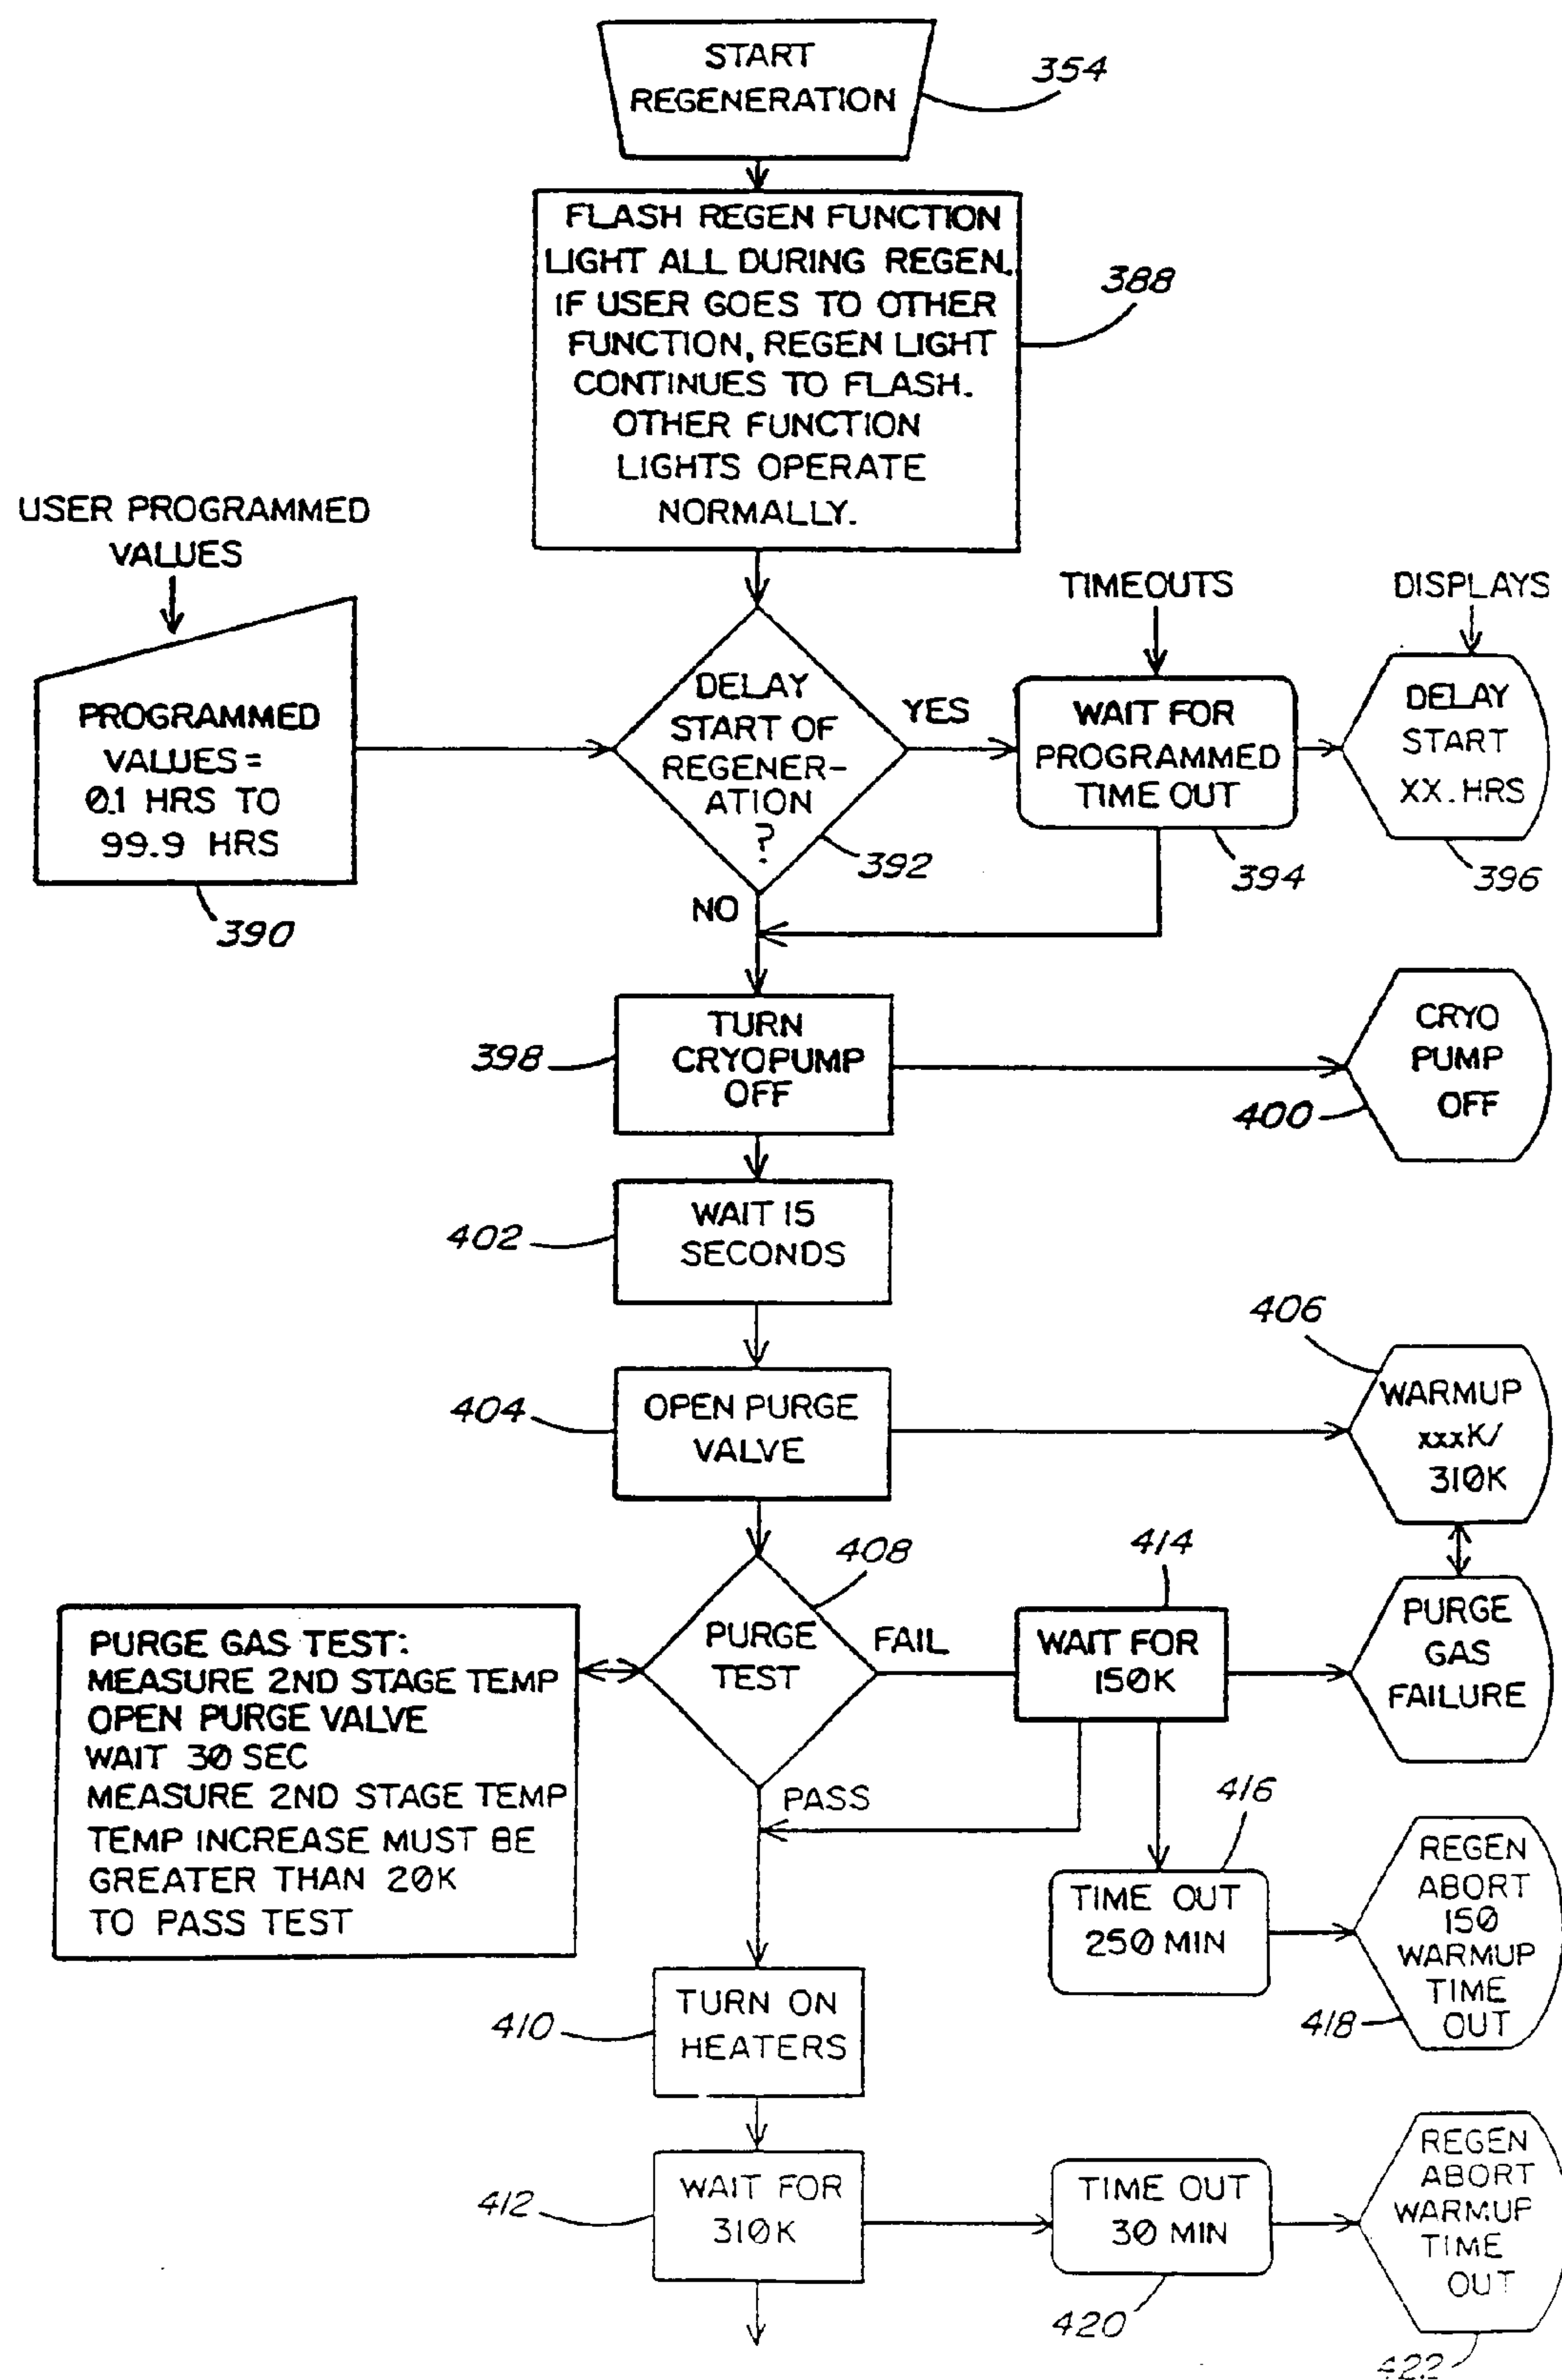 START
REGENERATION
354
FLASH REGEN FUNCTION
LIGHT ALL DURING REGEN.
IF USER GOES TO OTHER
FUNCTION, REGEN LIGHT
CONTINUES TO FLASH.
OTHER FUNCTION
LIGHTS OPERATE
NORMALLY.
388
USER PROGRAMMED
VALUES
PROGRAMMED
VALUES =
0.1 HRS TO
99.9 HRS
390
DELAY
START OF
REGENER-
ATION
?
392
YES
NO
TIMEOUTS
WAIT FOR
PROGRAMMED
TIME OUT
394
DISPLAYS
DELAY
START
XX. HRS
396
TURN
CRYOPUMP
OFF
398
CRYO
PUMP
OFF
400
WAIT 15
SECONDS
402
OPEN PURGE
VALVE
404
406
WARMUP
xxxK/
310K
PURGE
TEST
408
FAIL
PASS
PURGE GAS TEST:
MEASURE 2ND STAGE TEMP
OPEN PURGE VALVE
WAIT 30 SEC
MEASURE 2ND STAGE TEMP
TEMP INCREASE MUST BE
GREATER THAN 20K
TO PASS TEST
414
WAIT FOR
150K
PURGE
GAS
FAILURE
416
TIME OUT
250 MIN
REGEN
ABORT
150
WARMUP
TIME
OUT
418
TURN ON
HEATERS
410
WAIT FOR
310K
412
TIME OUT
30 MIN
420
REGEN
ABORT
WARMUP
TIME
OUT
422